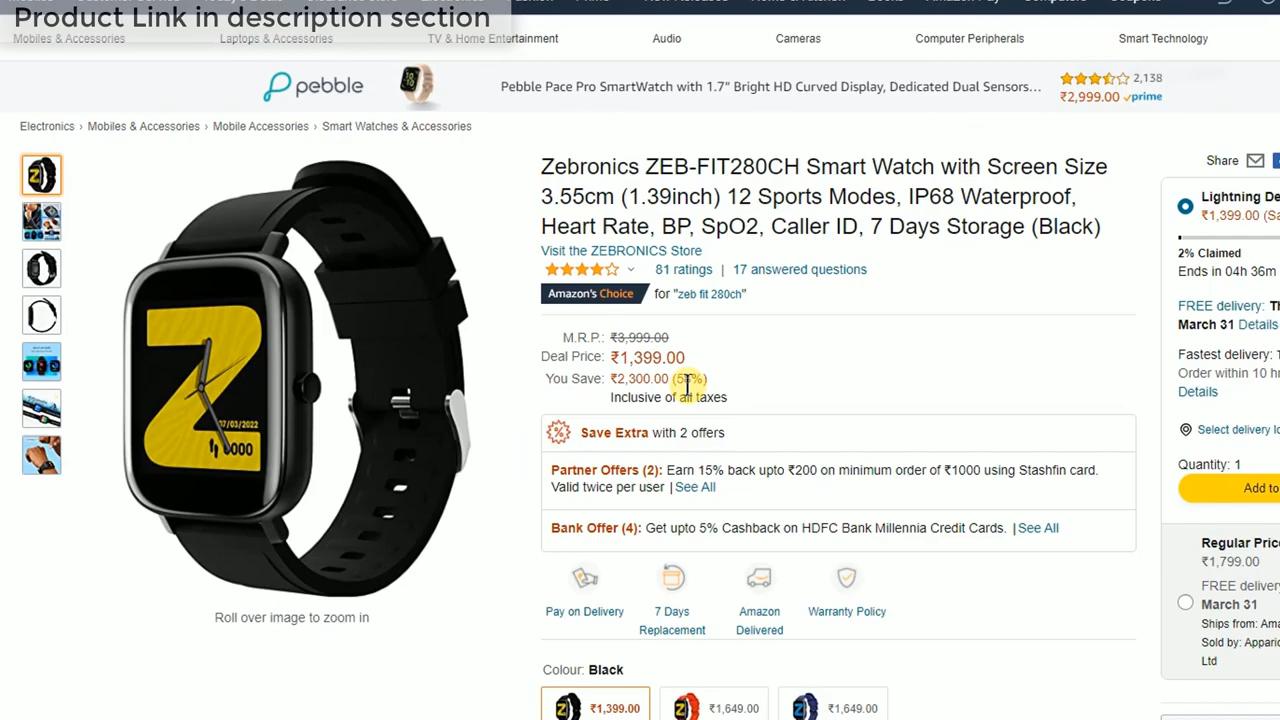 Product Link in description section
Mobiles & Accessories
Laptops & Accessories
TV & Home Entertainment
Audio
Cameras
Computer Peripherals
Smart Technology
pebble
Pebble Pace Pro SmartWatch with 1.7" Bright HD Curved Display, Dedicated Dual Sensors...
2,138
₹2,999.00 prime
Electronics › Mobiles & Accessories › Mobile Accessories › Smart Watches & Accessories
Zebronics ZEB-FIT280CH Smart Watch with Screen Size
3.55cm (1.39inch) 12 Sports Modes, IP68 Waterproof,
Heart Rate, BP, SpO2, Caller ID, 7 Days Storage (Black)
Visit the ZEBRONICS Store
81 ratings | 17 answered questions
Amazon's Choice for "zeb fit 280ch"
M.R.P.: ₹3,999.00
Deal Price: ₹1,399.00
You Save: ₹2,300.00
Inclusive of all taxes
Save Extra with 2 offers
Partner Offers (2): Earn 15% back upto ₹200 on minimum order of ₹1000 using Stashfin card.
Valid twice per user | See All
Bank Offer (4): Get upto 5% Cashback on HDFC Bank Millennia Credit Cards. | See All
Pay on Delivery
7 Days
Replacement
Amazon
Delivered
Warranty Policy
Colour: Black
₹1,399.00
₹1,649.00
₹1,649.00
Z
07/03/2022
Roll over image to zoom in
Share
Lightning De
₹1,399.00 (Sa
2% Claimed
Ends in 04h 36m
FREE delivery: Th
March 31 Details
Fastest delivery: T
Order within 10 hr
Details
Select delivery lo
Quantity: 1
Add to
Regular Price
₹1,799.00
FREE delivery
March 31
Ships from: Ama
Sold by: Appario
Ltd